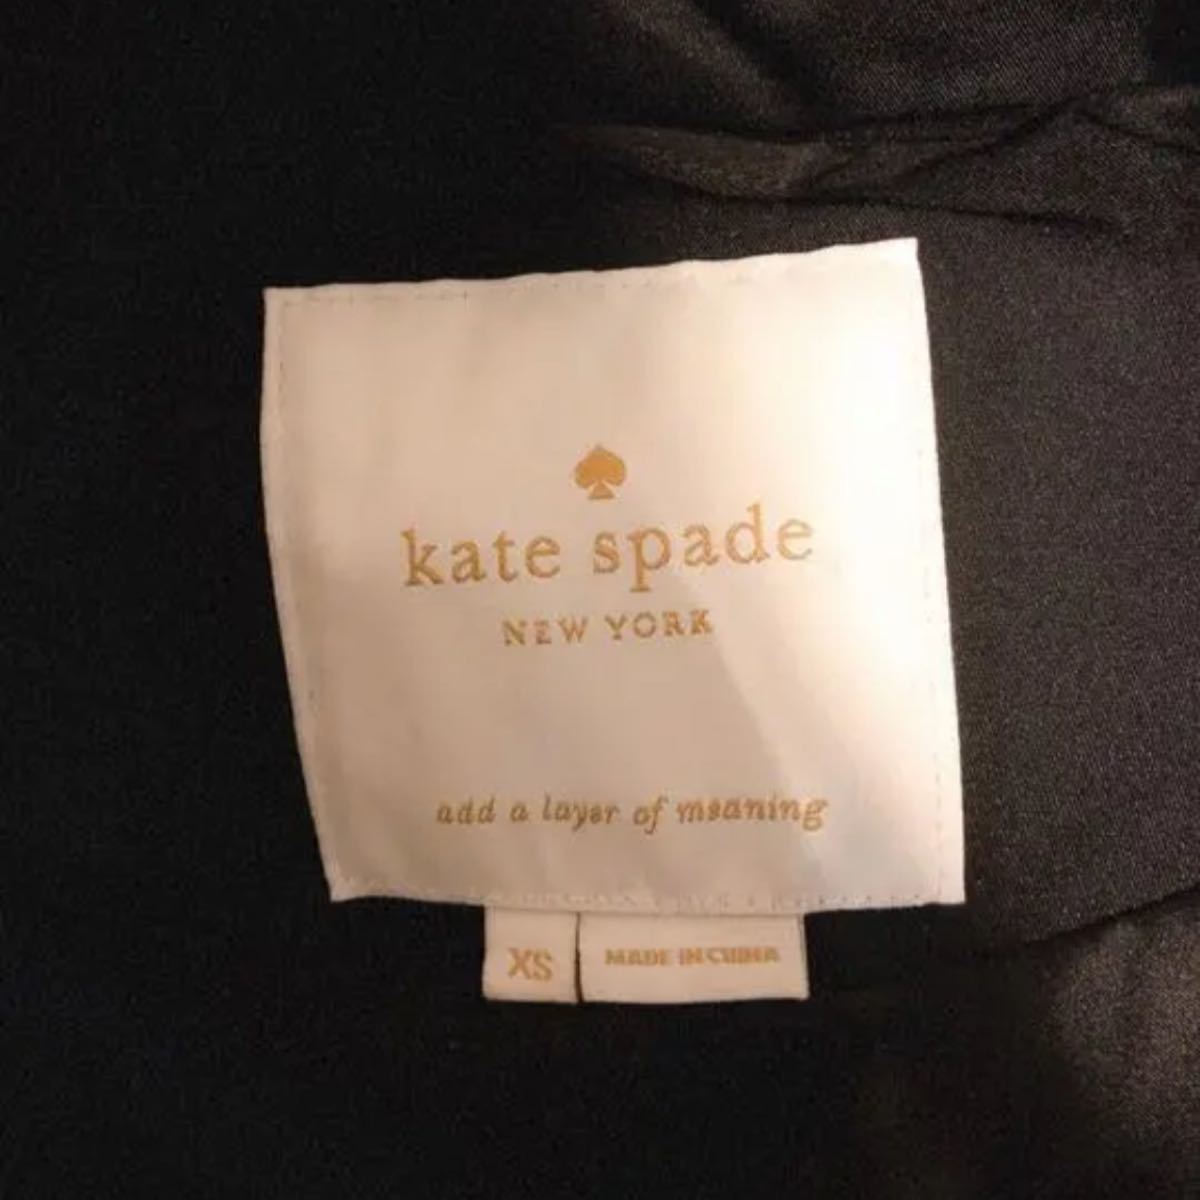 kate spade
NEW YORK
add a layer of meaning
XS
MADE IN CHINA